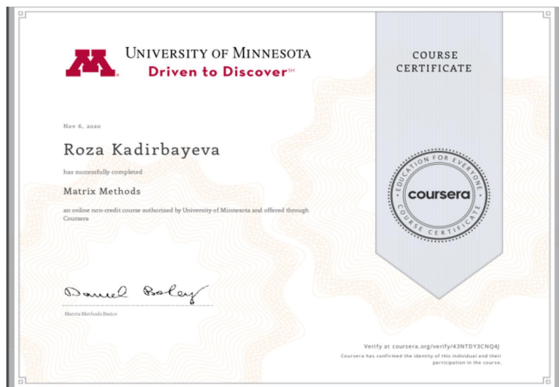 UNIVERSITY OF MINNESOTA
Driven to Discover℠
COURSE
CERTIFICATE
Nov 6, 2020
Roza Kadirbayeva
has successfully completed
Matrix Methods
an online non-credit course authorized by University of Minnesota and offered through
Coursera
EDUCATION FOR EVERYONE
coursera
COURSE CERTIFICATE
Daniel Boley
Matrix Methods Basics
Verify at coursera.org/verify/43NTDY3CNQ4J
Coursera has confirmed the identity of this individual and their
participation in the course.